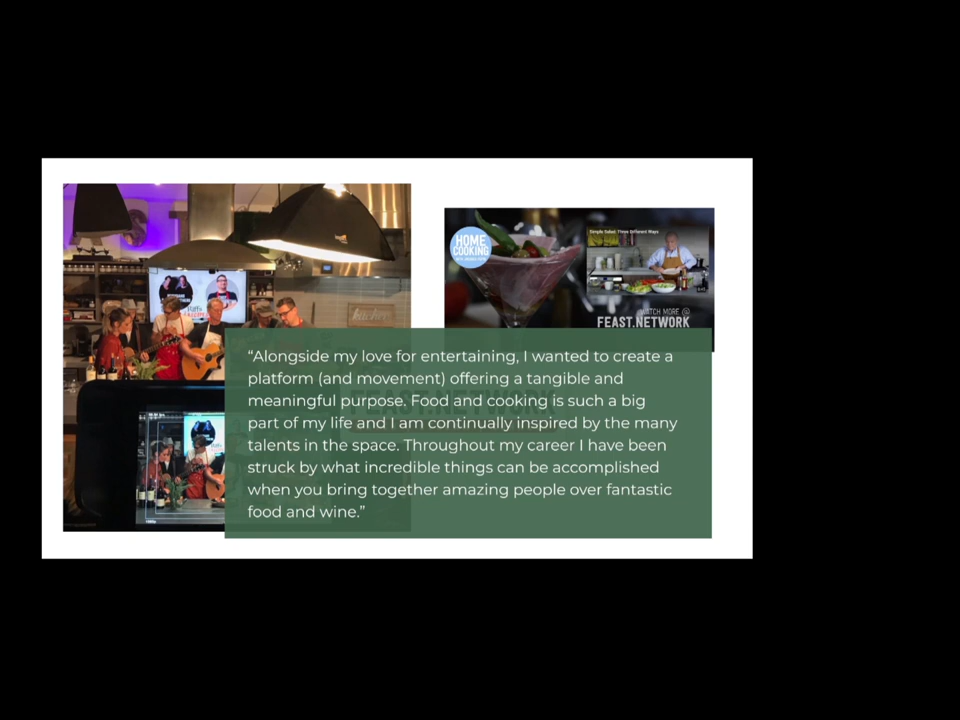 HOME
COOKING
Simple Salad: Three Different Ways
WATCH MORE @
FEAST.NETWORK
“Alongside my love for entertaining, I wanted to create a
platform (and movement) offering a tangible and
meaningful purpose. Food and cooking is such a big
part of my life and I am continually inspired by the many
talents in the space. Throughout my career I have been
struck by what incredible things can be accomplished
when you bring together amazing people over fantastic
food and wine.”
FEAST.NETWORK